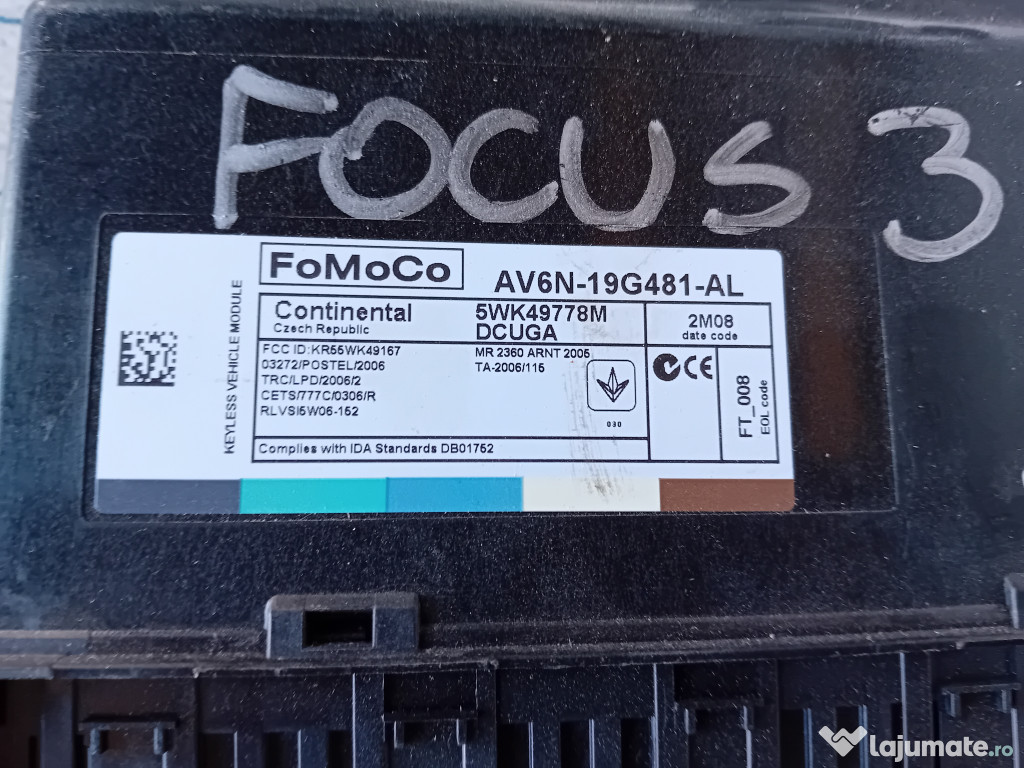 FOCUS 3
FoMoCo AV6N-19G481-AL
KEYLESS VEHICLE MODULE
Continental
Czech Republic
5WK49778M
DCUGA
2M08
date code
FCC ID:KR55WK49167
03272/POSTEL/2006
TRC/LPD/2006/2
CETS/777C/0306/R
RLVSI5W06-152
MR 2360 ARNT 2006
TA-2006/115
030
CE
FT_008
EOL code
Complies with IDA Standards DB01752
lajumate.ro